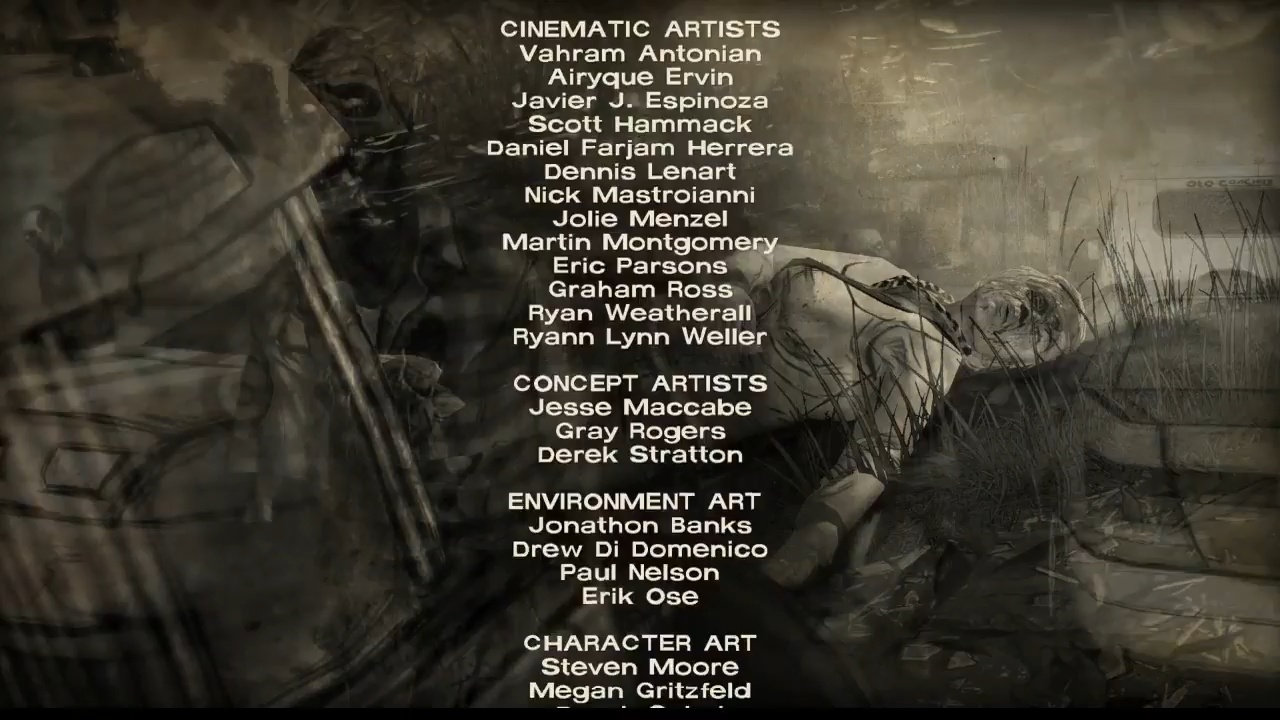 CINEMATIC ARTISTS
Vahram Antonian
Airyque Ervin
Javier J. Espinoza
Scott Hammack
Daniel Farjam Herrera
Dennis Lenart
Nick Mastroianni
Jolie Menzel
Martin Montgomery
Eric Parsons
Graham Ross
Ryan Weatherall
Ryann Lynn Weller
CONCEPT ARTISTS
Jesse Maccabe
Gray Rogers
Derek Stratton
ENVIRONMENT ART
Jonathon Banks
Drew Di Domenico
Paul Nelson
Erik Ose
CHARACTER ART
Steven Moore
Megan Gritzfeld